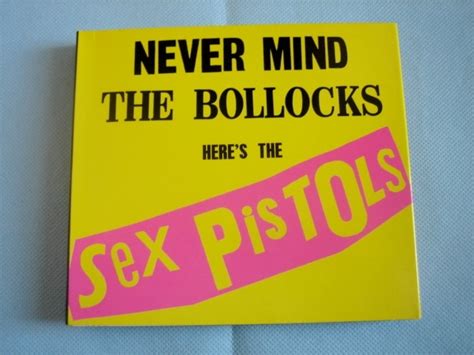 NEVER MIND
THE BOLLOCKS
HERE'S THE
Sex PisTOls